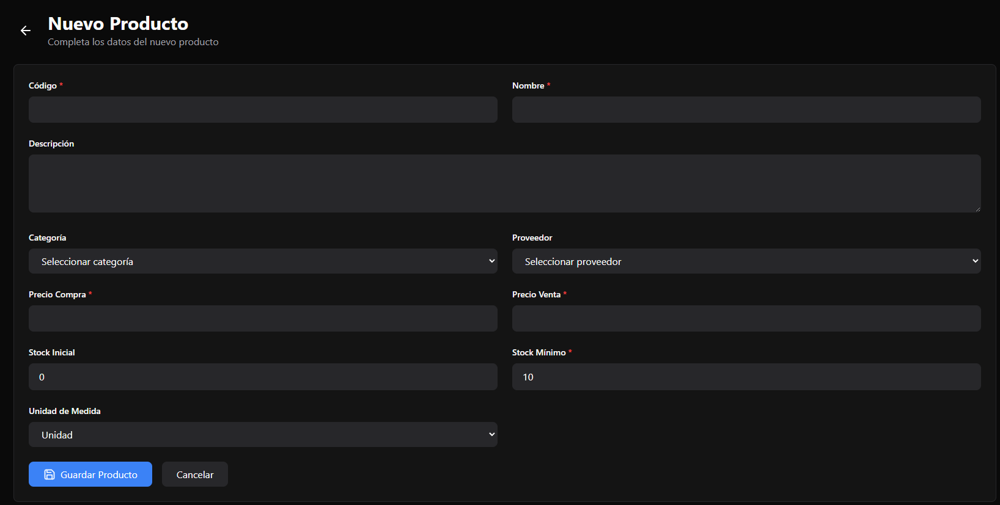 Nuevo Producto
Completa los datos del nuevo producto
Código *
Nombre *
Descripción
Categoría
Proveedor
Seleccionar categoría
Seleccionar proveedor
Precio Compra *
Precio Venta *
Stock Inicial
Stock Mínimo *
0
10
Unidad de Medida
Unidad
Guardar Producto
Cancelar